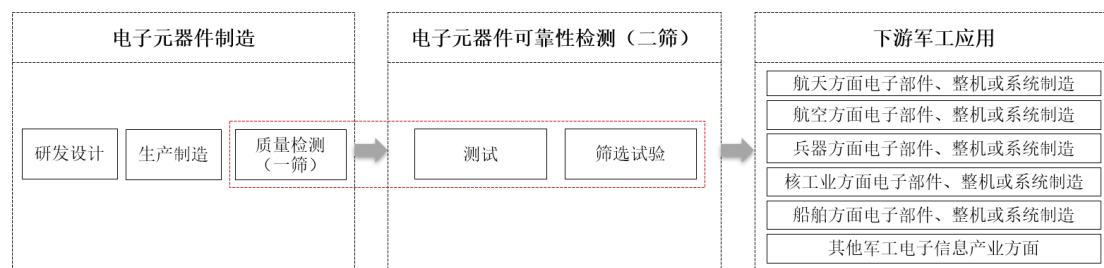 电子元器件制造
研发设计
生产制造
质量检测
（一筛）
电子元器件可靠性检测（二筛）
测试
筛选试验
下游军工应用
航天方面电子部件、整机或系统制造
航空方面电子部件、整机或系统制造
兵器方面电子部件、整机或系统制造
核工业方面电子部件、整机或系统制造
船舶方面电子部件、整机或系统制造
其他军工电子信息产业方面